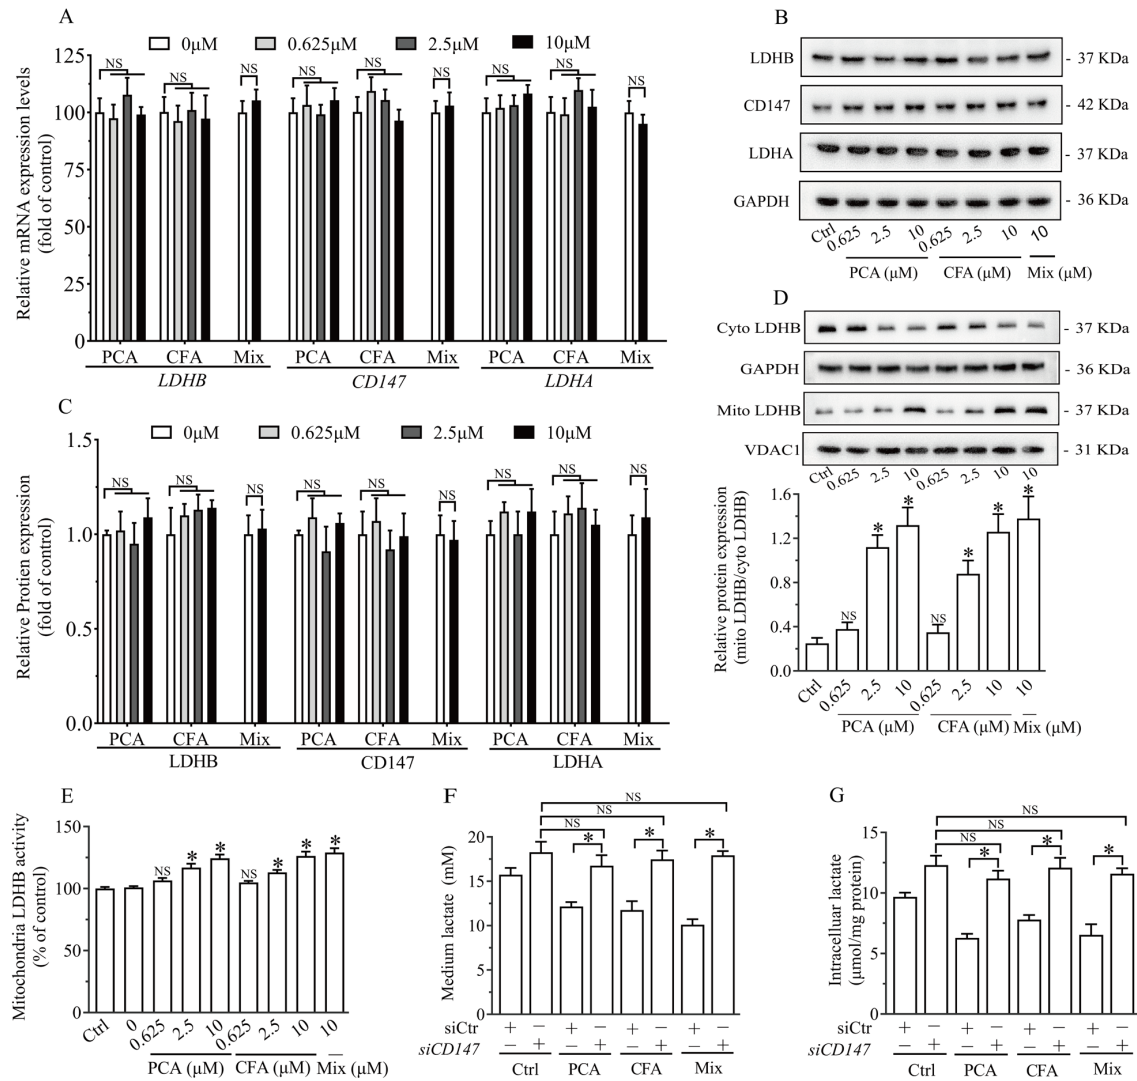 A
0μM 0.625μM 2.5μM 10μM
Relative mRNA expression levels
(fold of control)
125
100
75
50
25
0
NS NS NS NS NS NS NS NS NS
PCA CFA Mix PCA CFA Mix PCA CFA Mix
LDHB CD147 LDHA
B
LDHB - 37 KDa
CD147 - 42 KDa
LDHA - 37 KDa
GAPDH - 36 KDa
Ctrl 0.625 2.5 10 0.625 2.5 10 10
PCA (μM) CFA (μM) Mix (μM)
C
0μM 0.625μM 2.5μM 10μM
Relative Protien expression
(fold of control)
1.5
1.0
0.5
0.0
NS NS NS NS NS NS NS NS NS
PCA CFA Mix PCA CFA Mix PCA CFA Mix
LDHB CD147 LDHA
D
Cyto LDHB - 37 KDa
GAPDH - 36 KDa
Mito LDHB - 37 KDa
VDAC1 - 31 KDa
Ctrl 0.625 2.5 10 0.625 2.5 10 10
Relative protein expression
(mito LDHB/cyto LDHB)
1.6
1.2
0.8
0.4
0.0
NS * * NS * * *
Ctrl 0.625 2.5 10 0.625 2.5 10 10
PCA (μM) CFA (μM) Mix (μM)
E
Mitochondria LDHB activity
(% of control)
150
100
50
0
NS * * NS * * *
Ctrl 0 0.625 2.5 10 0.625 2.5 10 10
PCA (μM) CFA (μM) Mix (μM)
F
Medium lactate (mM)
20
15
10
5
0
NS
NS
NS * * *
siCtr + − + − + − + −
siCD147 − + − + − + − +
Ctrl PCA CFA Mix
G
Intracelluar lactate
(μmol/mg protein)
15
10
5
0
NS
NS
NS * * *
siCtr + − + − + − + −
siCD147 − + − + − + − +
Ctrl PCA CFA Mix